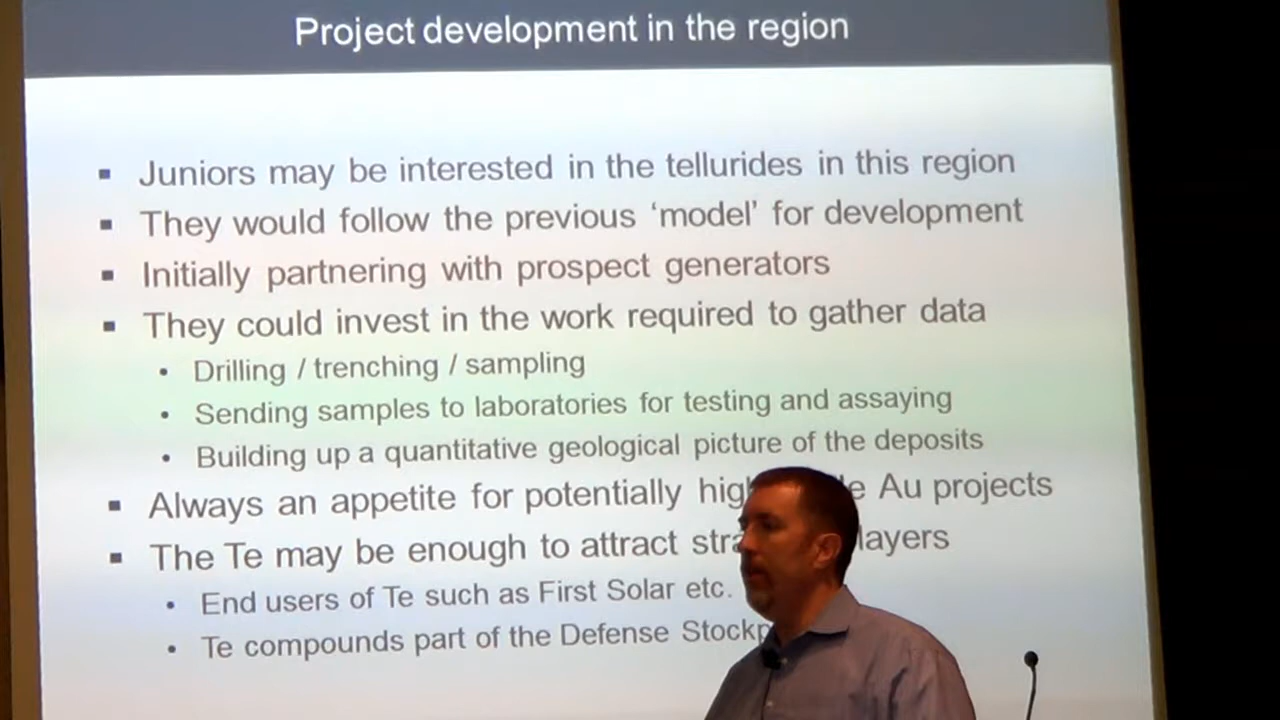 Project development in the region
▪ Juniors may be interested in the tellurides in this region
▪ They would follow the previous ‘model’ for development
▪ Initially partnering with prospect generators
▪ They could invest in the work required to gather data
• Drilling / trenching / sampling
• Sending samples to laboratories for testing and assaying
• Building up a quantitative geological picture of the deposits
▪ Always an appetite for potentially Au projects
▪ The Te may be enough to attract
• End users of Te such as First Solar etc.
• Te compounds part of the Defense